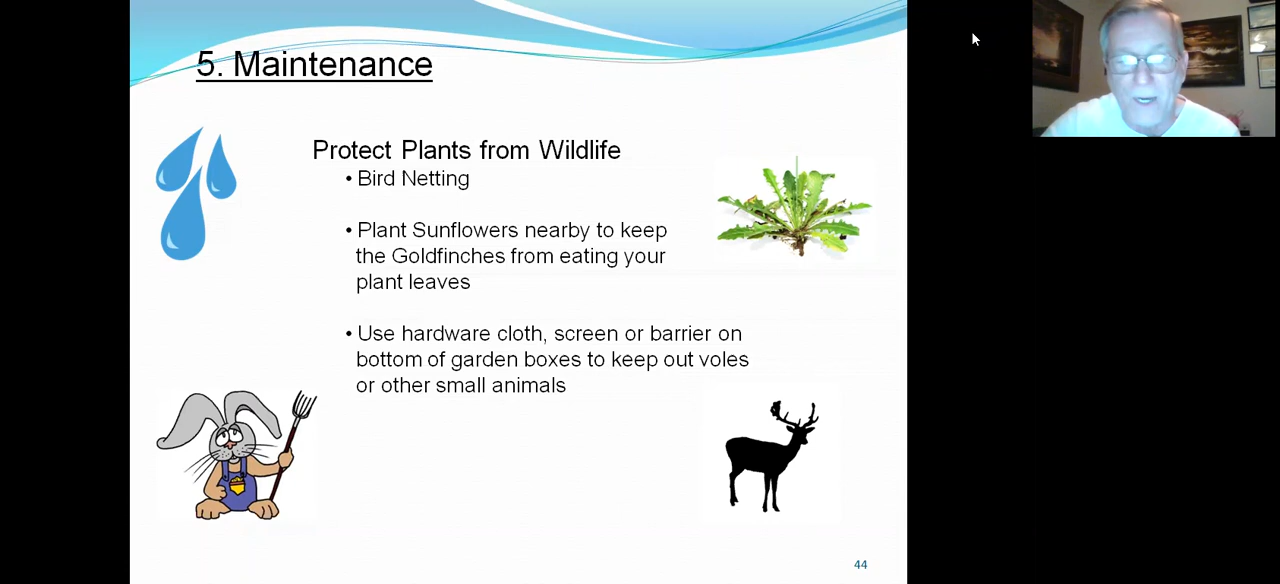 5. Maintenance
Protect Plants from Wildlife
• Bird Netting
• Plant Sunflowers nearby to keep
the Goldfinches from eating your
plant leaves
• Use hardware cloth, screen or barrier on
bottom of garden boxes to keep out voles
or other small animals
44